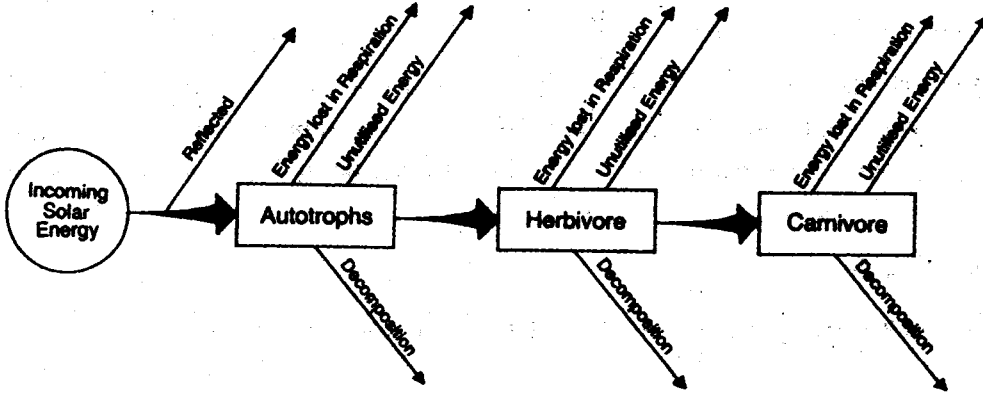 Incoming
Solar
Energy
Reflected
Autotrophs
Energy lost in Respiration
Unutilised Energy
Decomposition
Herbivore
Energy lost in Respiration
Unutilised Energy
Decomposition
Carnivore
Energy lost in Respiration
Unutilised Energy
Decomposition